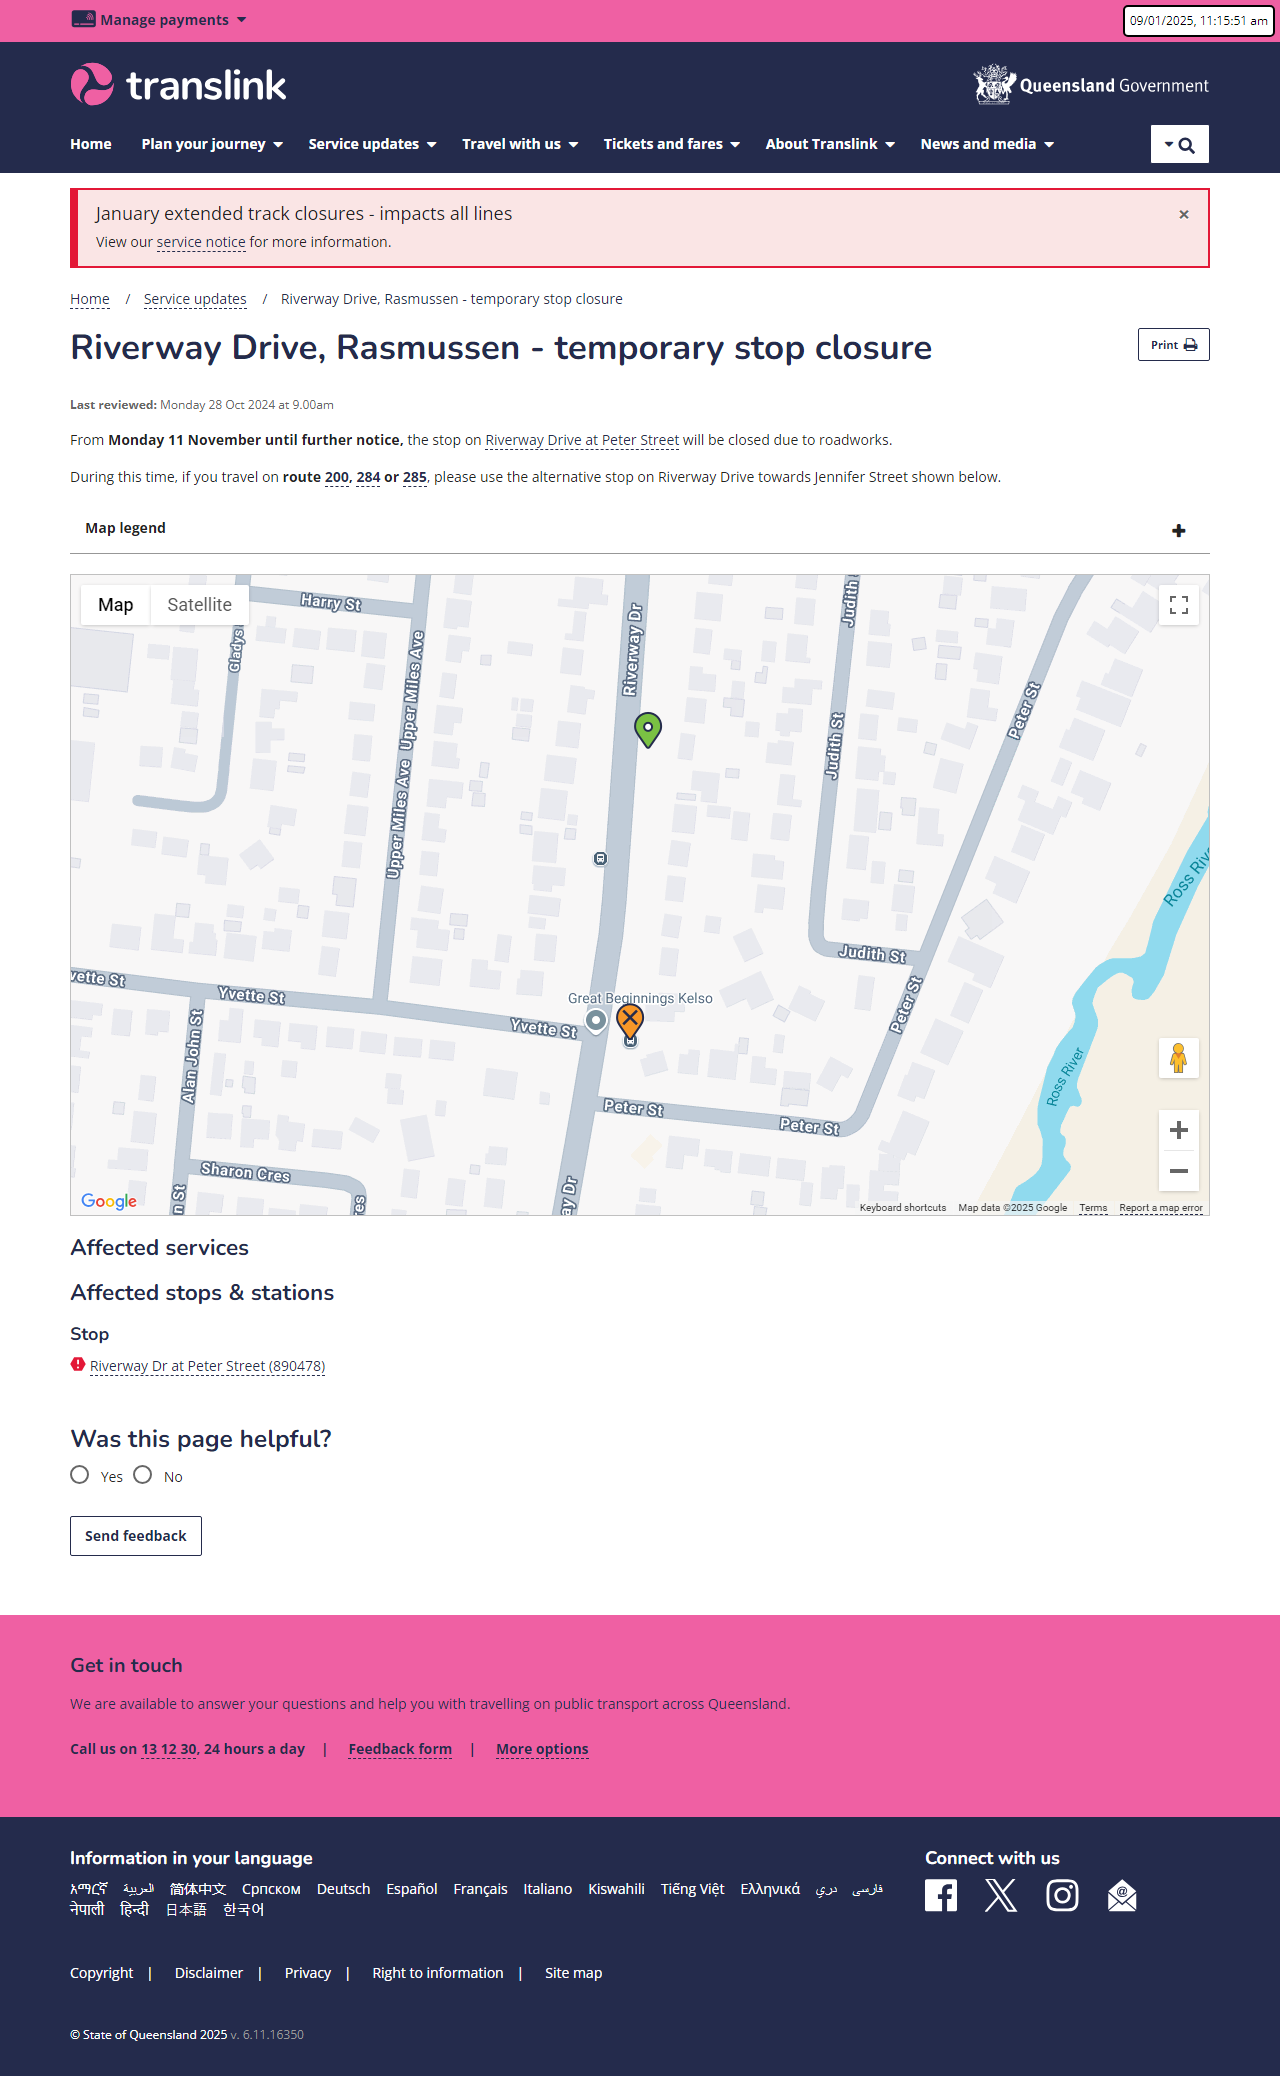 Manage payments
09/01/2025, 11:15:51 am
translink
Queensland Government
Home Plan your journey Service updates Travel with us Tickets and fares About Translink News and media
January extended track closures - impacts all lines
×
View our service notice for more information.
Home / Service updates / Riverway Drive, Rasmussen - temporary stop closure
Riverway Drive, Rasmussen - temporary stop closure
Print
Last reviewed: Monday 28 Oct 2024 at 9.00am
From Monday 11 November until further notice, the stop on Riverway Drive at Peter Street will be closed due to roadworks.
During this time, if you travel on route 200, 284 or 285, please use the alternative stop on Riverway Drive towards Jennifer Street shown below.
Map legend
Map Satellite
Harry St
Judith
Gladys
Upper Miles Ave
Riverway Dr
Peter St
Judith St
Upper Miles Ave
Ross Rive
Judith St
vette St
Yvette St
Great Beginnings Kelso
Yvette St
Peter St
Alan John St
Ross River
Peter St
Peter St
Sharon Cres
n St
res
ay Dr
Google
Keyboard shortcuts Map data ©2025 Google Terms Report a map error
Affected services
Affected stops & stations
Stop
Riverway Dr at Peter Street (890478)
Was this page helpful?
Yes No
Send feedback
Get in touch
We are available to answer your questions and help you with travelling on public transport across Queensland.
Call us on 13 12 30, 24 hours a day | Feedback form | More options
Information in your language
አማርኛ العربية 简体中文 Српском Deutsch Español Français Italiano Kiswahili Tiếng Việt Ελληνικά دري فارسی
नेपाली हिन्दी 日本語 한국어
Connect with us
Copyright | Disclaimer | Privacy | Right to information | Site map
© State of Queensland 2025 v. 6.11.16350